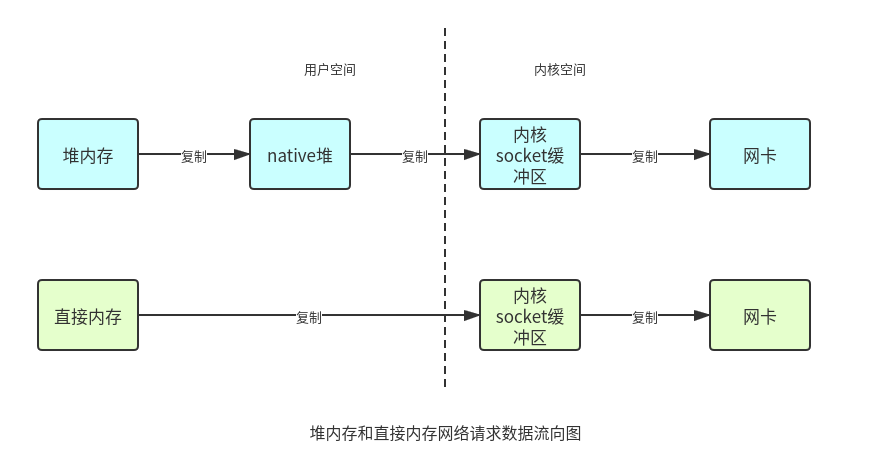 用户空间
内核空间
堆内存
复制
native堆
复制
内核
socket缓
冲区
复制
网卡
直接内存
复制
内核
socket缓
冲区
复制
网卡
堆内存和直接内存网络请求数据流向图